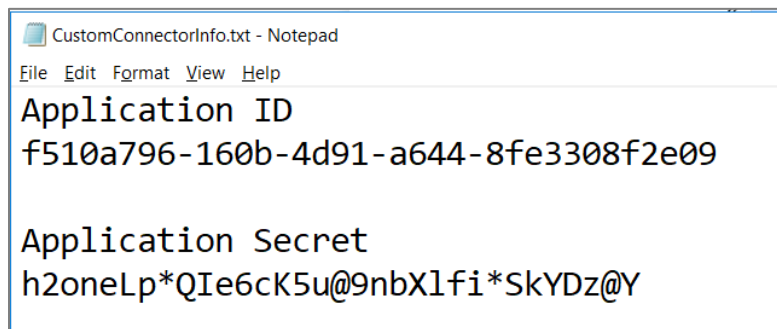 CustomConnectorInfo.txt - Notepad
File Edit Format View Help
Application ID
f510a796-160b-4d91-a644-8fe3308f2e09
Application Secret
h2oneLp*QIe6cK5u@9nbXlfi*SkYDz@Y